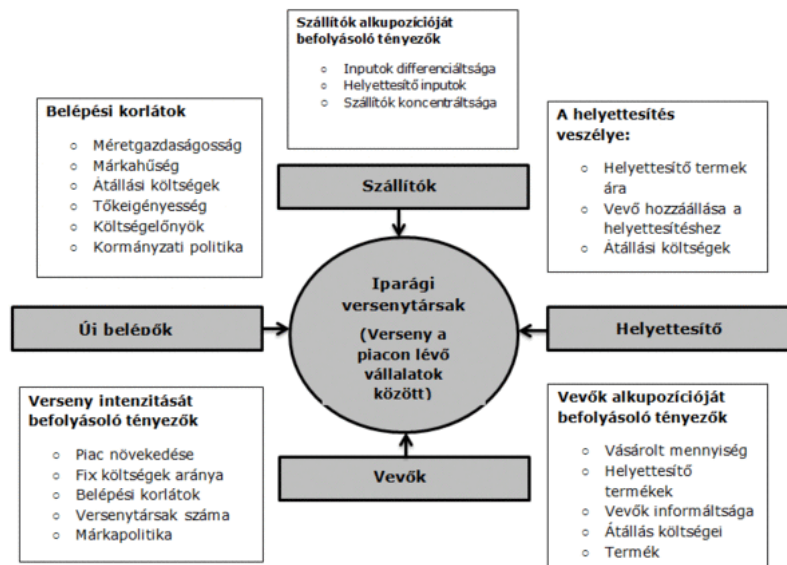 Szállítók alkupozícióját
befolyásoló tényezők
○ Inputok differenciáltsága
○ Helyettesítő inputok
○ Szállítók koncentráltsága
Belépési korlátok
○ Méretgazdaságosság
○ Márkahűség
○ Átállási költségek
○ Tőkeigényesség
○ Költségelőnyök
○ Kormányzati politika
A helyettesítés
veszélye:
○ Helyettesítő termek
ára
○ Vevő hozzáállása a
helyettesítéshez
○ Átállási költségek
Szállítók
Iparági
versenytársak
(Verseny a
piacon lévő
vállalatok
között)
Új belépők
Helyettesítő
Verseny intenzitását
befolyásoló tényezők
○ Piac növekedése
○ Fix költségek aránya
○ Belépési korlátok
○ Versenytársak száma
○ Márkapolitika
Vevők
Vevők alkupozícióját
befolyásoló tényezők
○ Vásárolt mennyiség
○ Helyettesítő
termékek
○ Vevők informáltsága
○ Átállás költségei
○ Termék